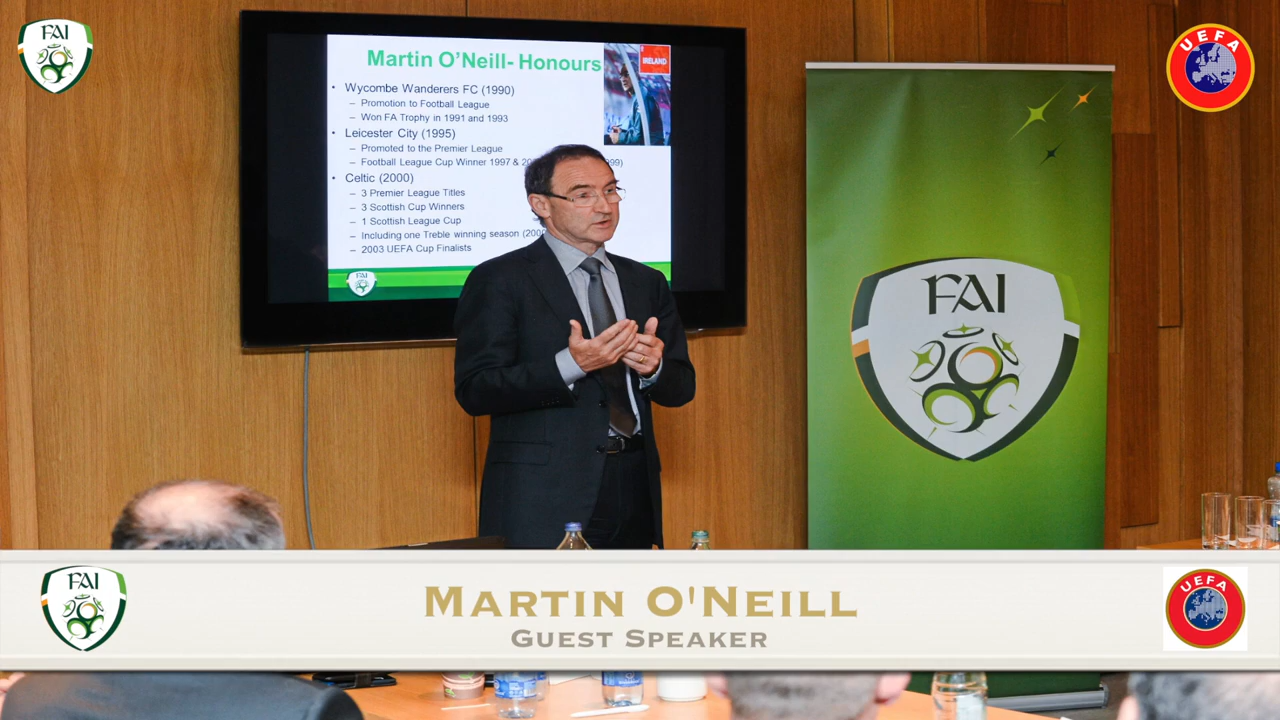 FAI
UEFA
Martin O'Neill- Honours
IRELAND
• Wycombe Wanderers FC (1990)
– Promotion to Football League
– Won FA Trophy in 1991 and 1993
• Leicester City (1995)
– Promoted to the Premier League
– Football League Cup Winner 1997 &
• Celtic (2000)
– 3 Premier League Titles
– 3 Scottish Cup Winners
– 1 Scottish League Cup
– Including one Treble winning season
– 2003 UEFA Cup Finalists
FAI
FAI
FAI
MARTIN O'NEILL
GUEST SPEAKER
UEFA